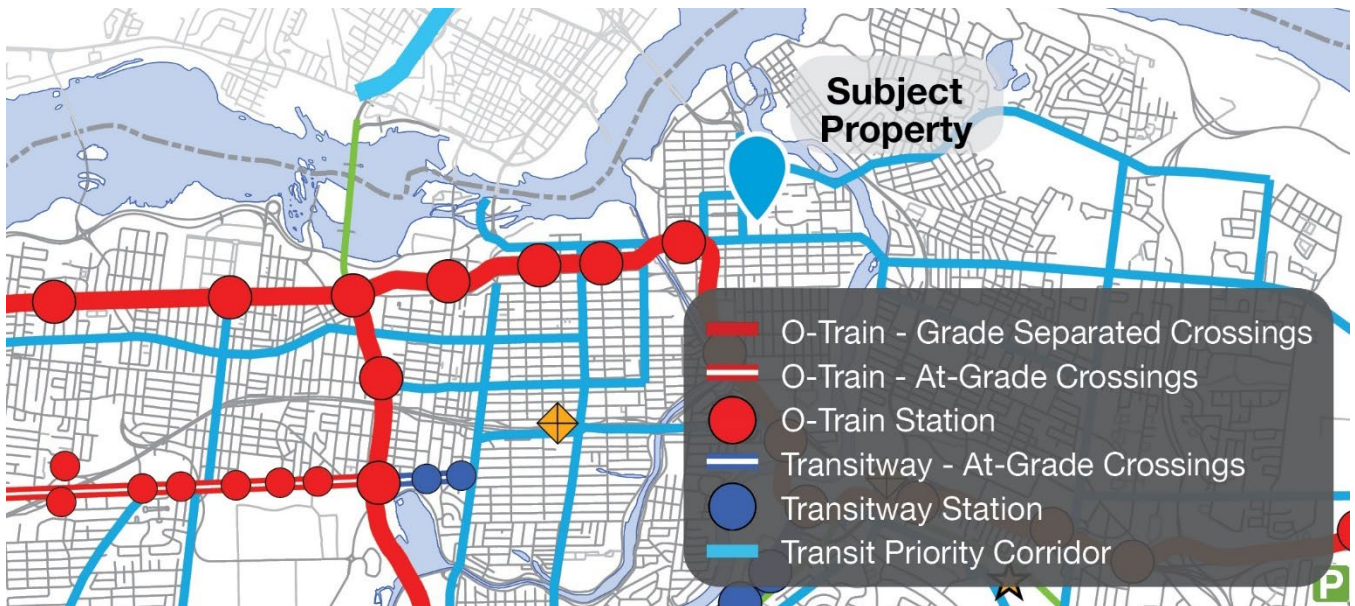 Subject
Property
O-Train - Grade Separated Crossings
O-Train - At-Grade Crossings
O-Train Station
Transitway - At-Grade Crossings
Transitway Station
Transit Priority Corridor
P